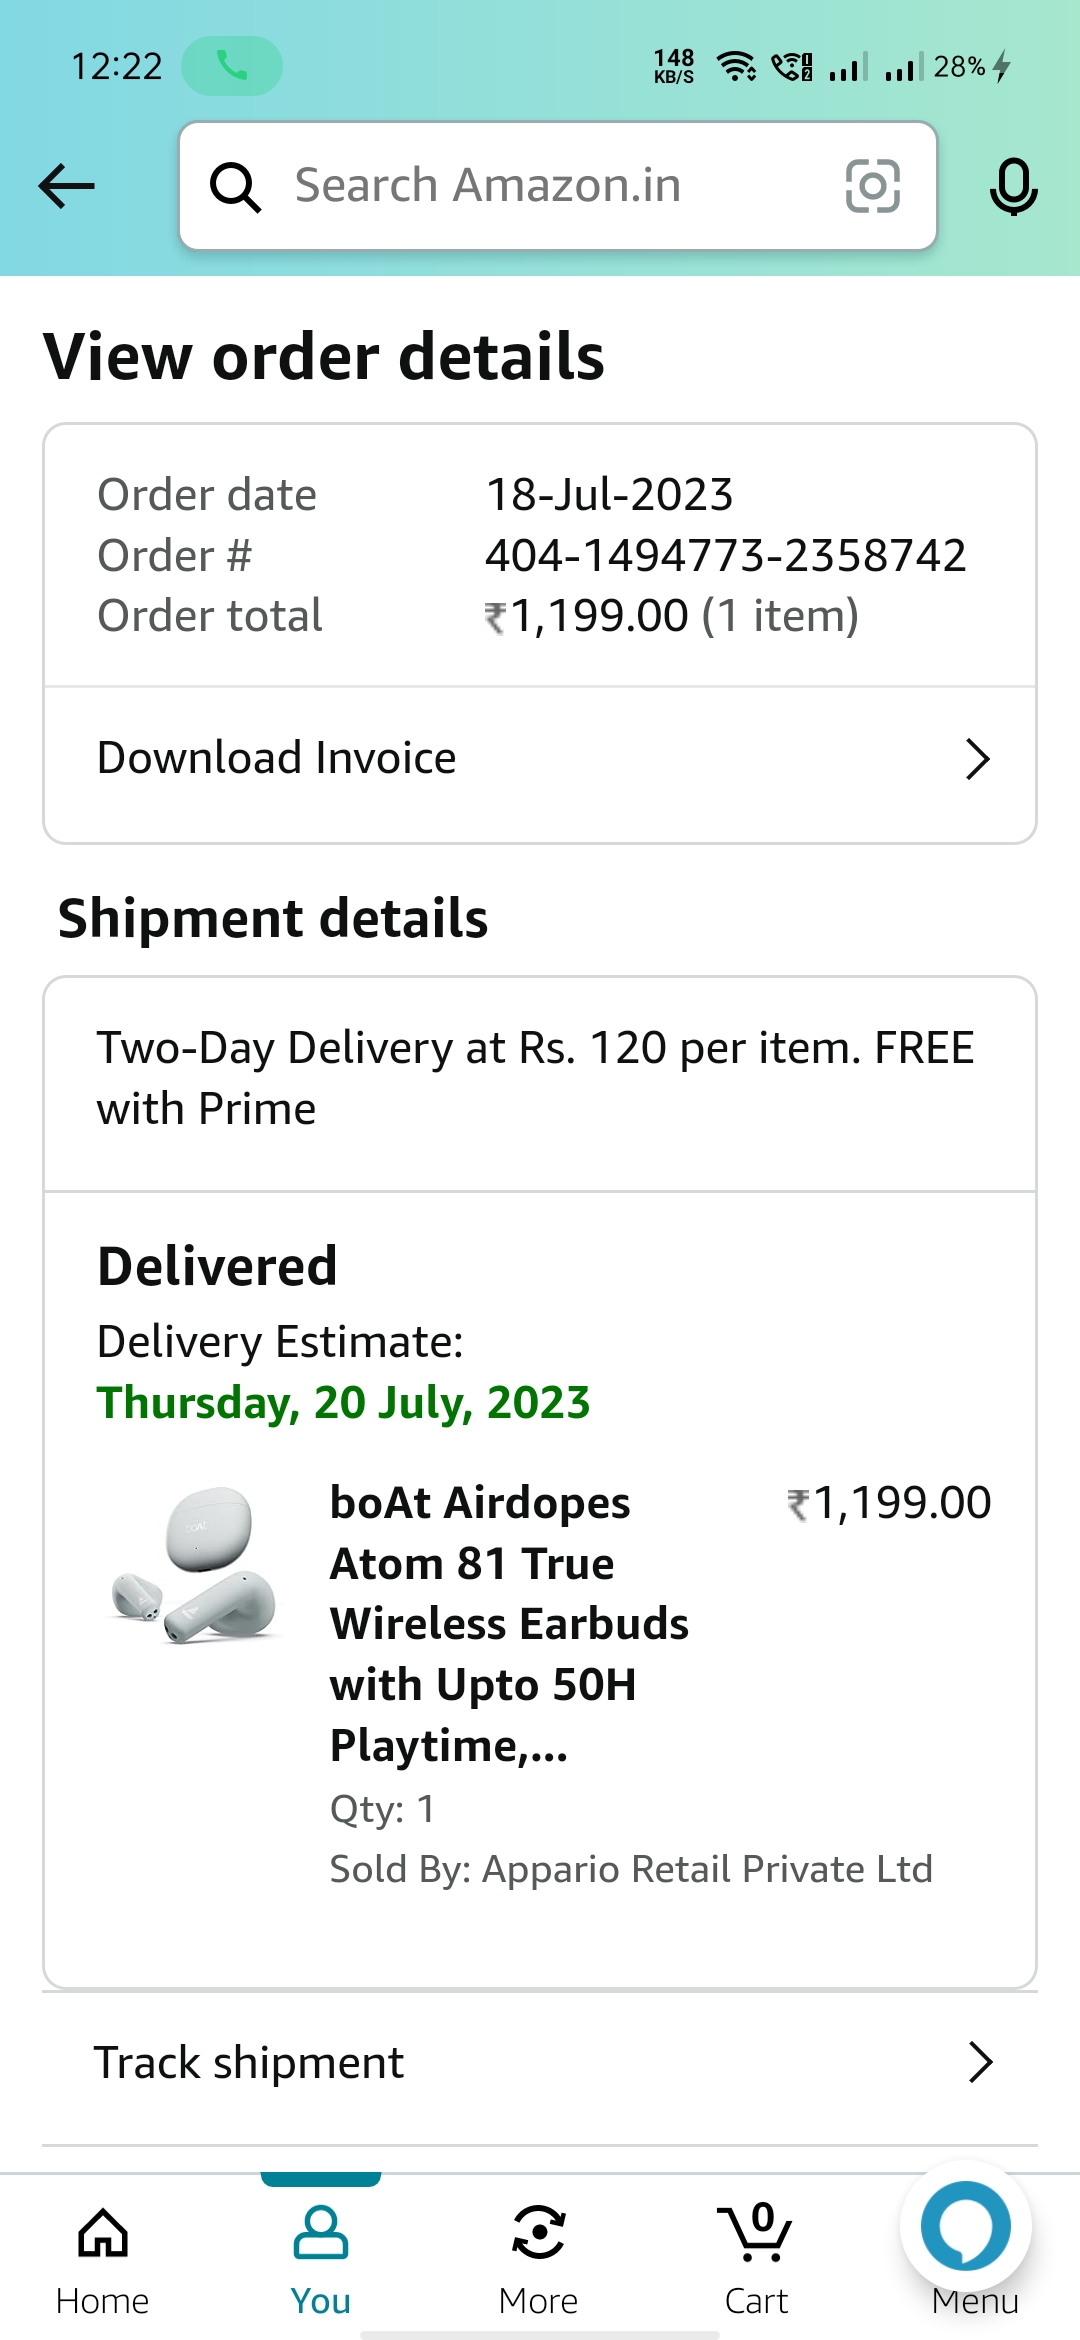 12:22 148 KB/S 28%
Search Amazon.in
View order details
Order date 18-Jul-2023
Order # 404-1494773-2358742
Order total ₹1,199.00 (1 item)
Download Invoice
Shipment details
Two-Day Delivery at Rs. 120 per item. FREE
with Prime
Delivered
Delivery Estimate:
Thursday, 20 July, 2023
boAt Airdopes ₹1,199.00
Atom 81 True
Wireless Earbuds
with Upto 50H
Playtime,...
Qty: 1
Sold By: Appario Retail Private Ltd
Track shipment
0
Home You More Cart Menu